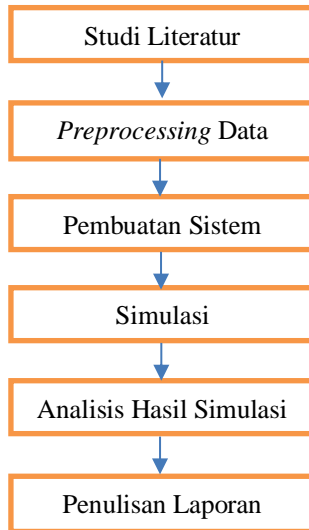 Studi Literatur
Preprocessing Data
Pembuatan Sistem
Simulasi
Analisis Hasil Simulasi
Penulisan Laporan